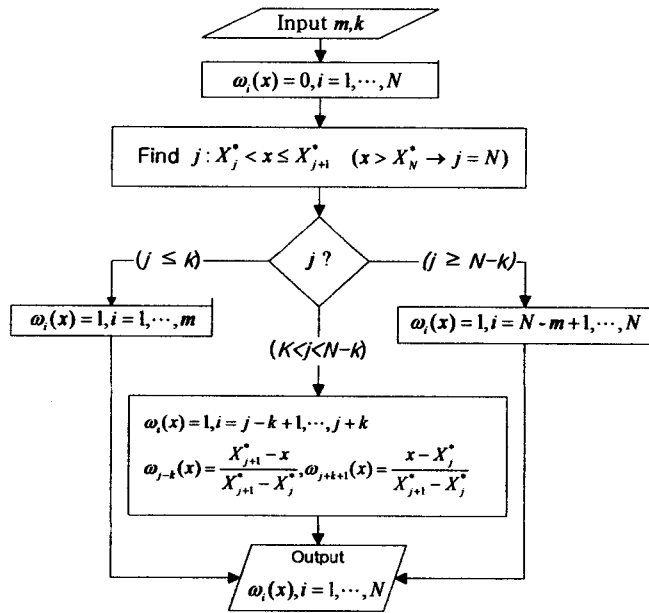 Input m,k
ω_i(x) = 0, i = 1, ⋯, N
Find j : X*_j < x ≤ X*_{j+1} (x > X*_N → j = N)
j ?
(j ≤ k)
(j ≥ N−k)
ω_i(x) = 1, i = 1, ⋯, m
ω_i(x) = 1, i = N - m + 1, ⋯, N
(K<j<N−k)
ω_i(x) = 1, i = j − k + 1, ⋯, j + k
ω_{j−k}(x) = (X*_{j+1} − x) / (X*_{j+1} − X*_j), ω_{j+k+1}(x) = (x − X*_j) / (X*_{j+1} − X*_j)
Output
ω_i(x), i = 1, ⋯, N